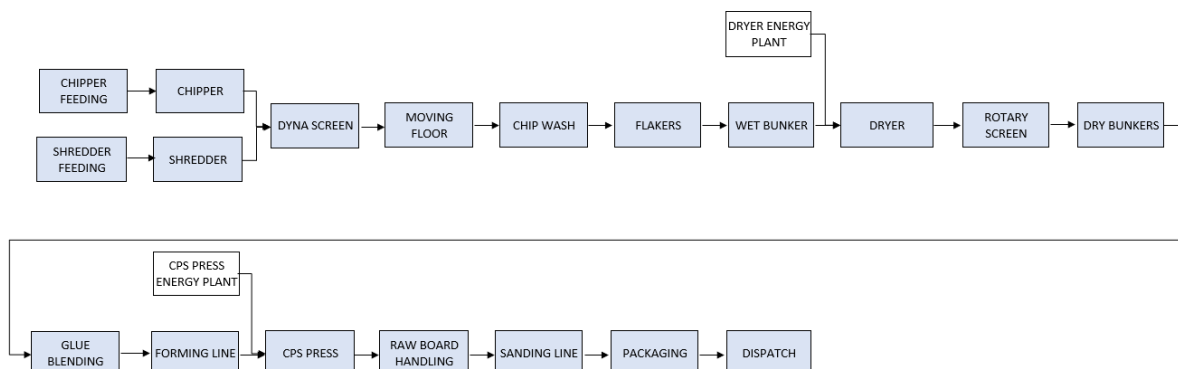 DRYER ENERGY
PLANT
CHIPPER
FEEDING
CHIPPER
SHREDDER
FEEDING
SHREDDER
DYNA SCREEN
MOVING
FLOOR
CHIP WASH
FLAKERS
WET BUNKER
DRYER
ROTARY
SCREEN
DRY BUNKERS
CPS PRESS
ENERGY PLANT
GLUE
BLENDING
FORMING LINE
CPS PRESS
RAW BOARD
HANDLING
SANDING LINE
PACKAGING
DISPATCH